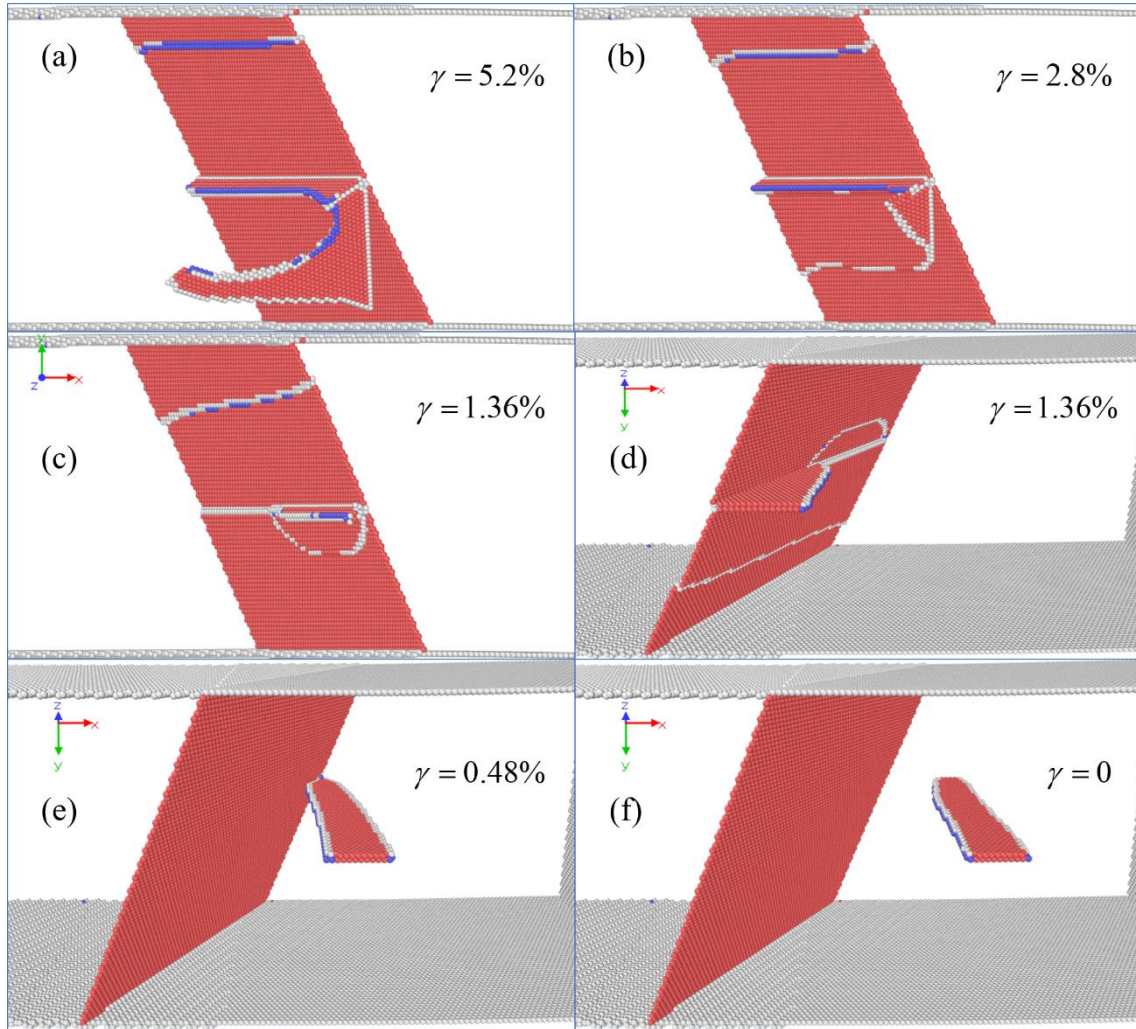 (a)
γ = 5.2%
(b)
γ = 2.8%
y
z
x
(c)
γ = 1.36%
z
x
y
(d)
γ = 1.36%
z
x
y
(e)
γ = 0.48%
z
x
y
(f)
γ = 0